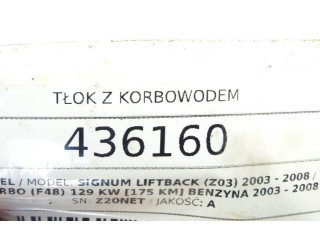 TŁOK Z KORBOWODEM
436160
EL / MODEL: SIGNUM LIFTBACK (Z03) 2003 - 2008 /
RBO (F48) 129 KW [175 KM] BENZYNA 2003 - 2008
SN: Z20NET / JAKOŚĆ: A